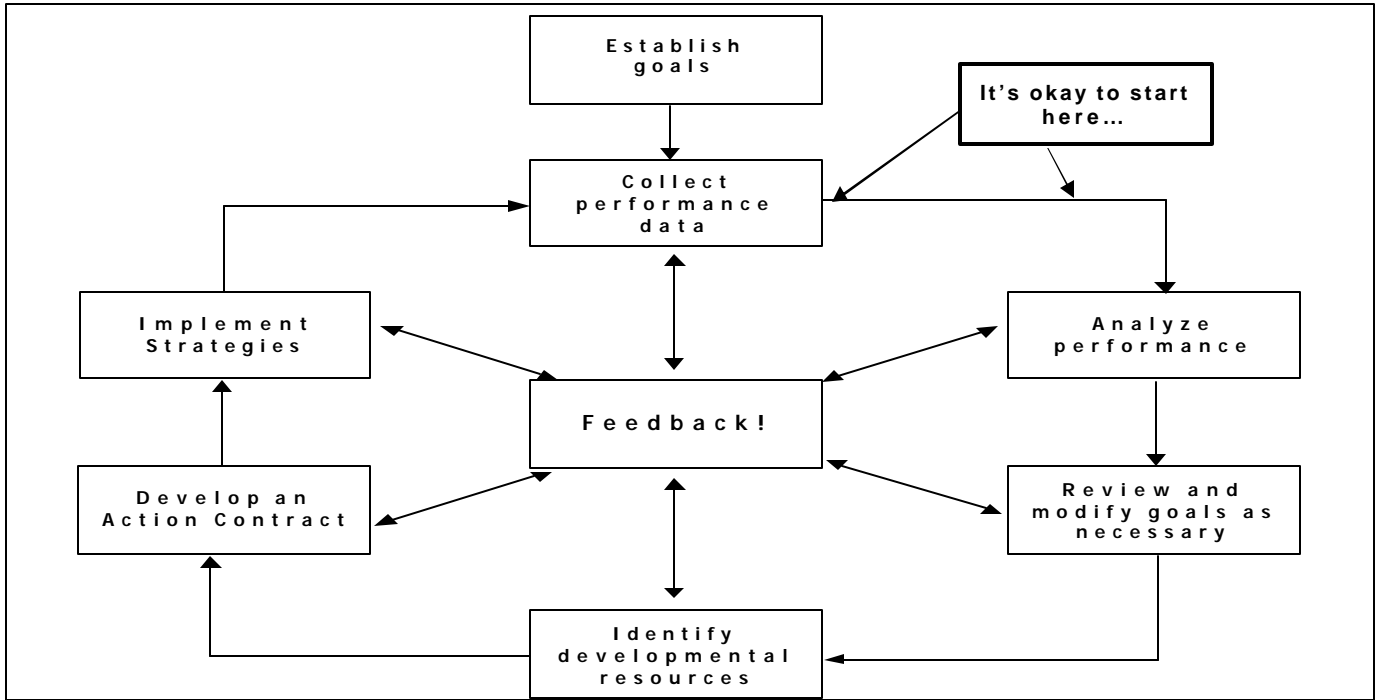 Establish
goals
It's okay to start
here…
Collect
performance
data
Implement
Strategies
Analyze
performance
Feedback!
Develop an
Action Contract
Review and
modify goals as
necessary
Identify
developmental
resources